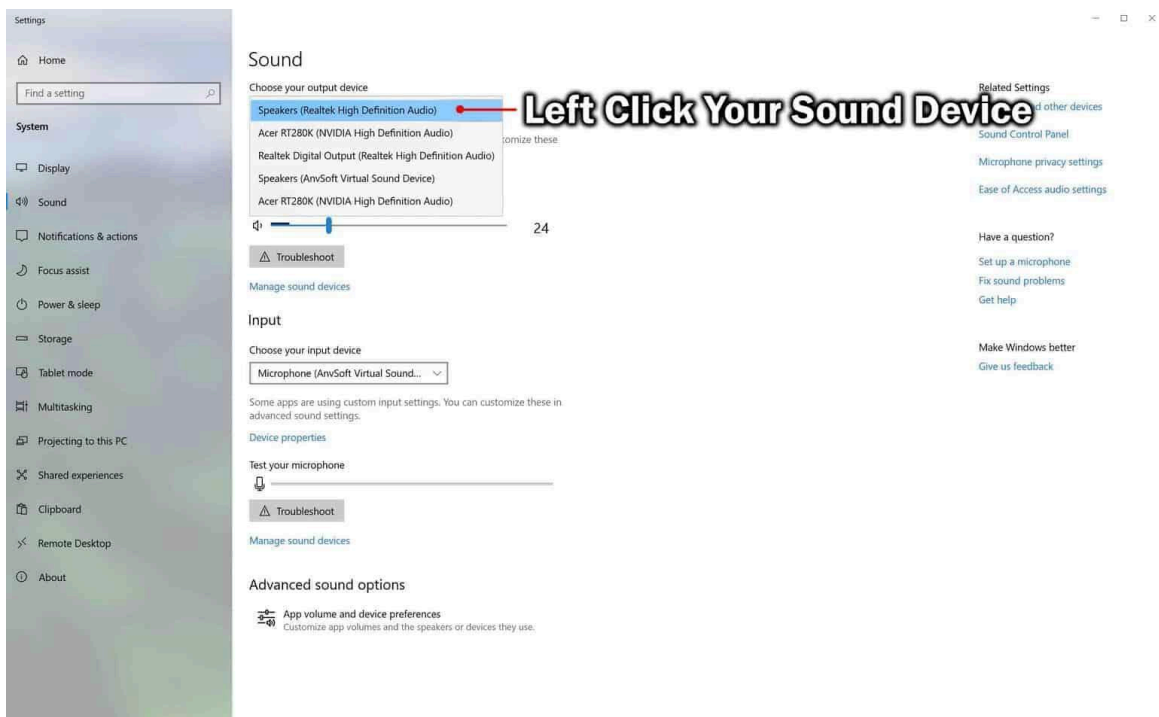 Settings
Home
Find a setting
System
Display
Sound
Notifications & actions
Focus assist
Power & sleep
Storage
Tablet mode
Multitasking
Projecting to this PC
Shared experiences
Clipboard
Remote Desktop
About
Sound
Choose your output device
Speakers (Realtek High Definition Audio)
Left Click Your Sound Device
Acer RT280K (NVIDIA High Definition Audio)
Realtek Digital Output (Realtek High Definition Audio)
Speakers (AnvSoft Virtual Sound Device)
Acer RT280K (NVIDIA High Definition Audio)
these
24
Troubleshoot
Manage sound devices
Input
Choose your input device
Microphone (AnvSoft Virtual Sound...
Some apps are using custom input settings. You can customize these in
advanced sound settings.
Device properties
Test your microphone
Troubleshoot
Manage sound devices
Advanced sound options
App volume and device preferences
Customize app volumes and the speakers or devices they use.
Related Settings
other devices
Sound Control Panel
Microphone privacy settings
Ease of Access audio settings
Have a question?
Set up a microphone
Fix sound problems
Get help
Make Windows better
Give us feedback